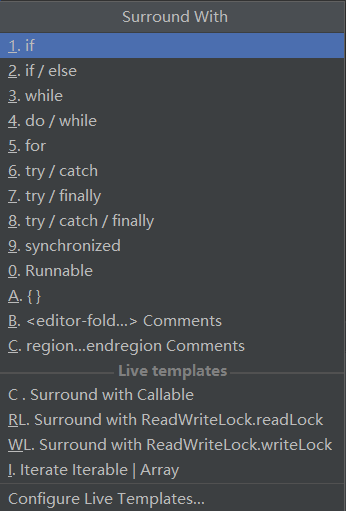 Surround With
1. if
2. if / else
3. while
4. do / while
5. for
6. try / catch
7. try / finally
8. try / catch / finally
9. synchronized
0. Runnable
A. { }
B. <editor-fold...> Comments
C. region...endregion Comments
Live templates
C . Surround with Callable
RL. Surround with ReadWriteLock.readLock
WL. Surround with ReadWriteLock.writeLock
I. Iterate Iterable | Array
Configure Live Templates...